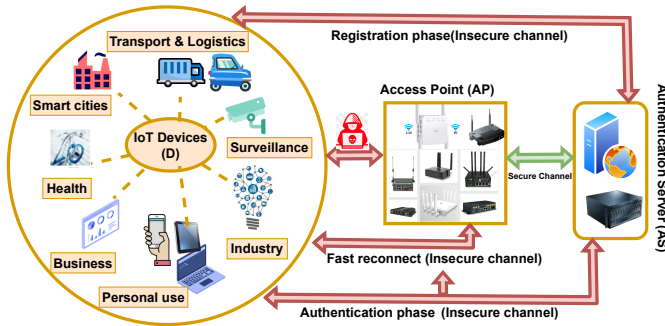 Transport & Logistics
Registration phase(Insecure channel)
Smart cities
Access Point (AP)
IoT Devices
(D)
Surveillance
Authentication Server (AS)
Secure Channel
Health
Industry
Business
Fast reconnect (Insecure channel)
Personal use
Authentication phase (Insecure channel)